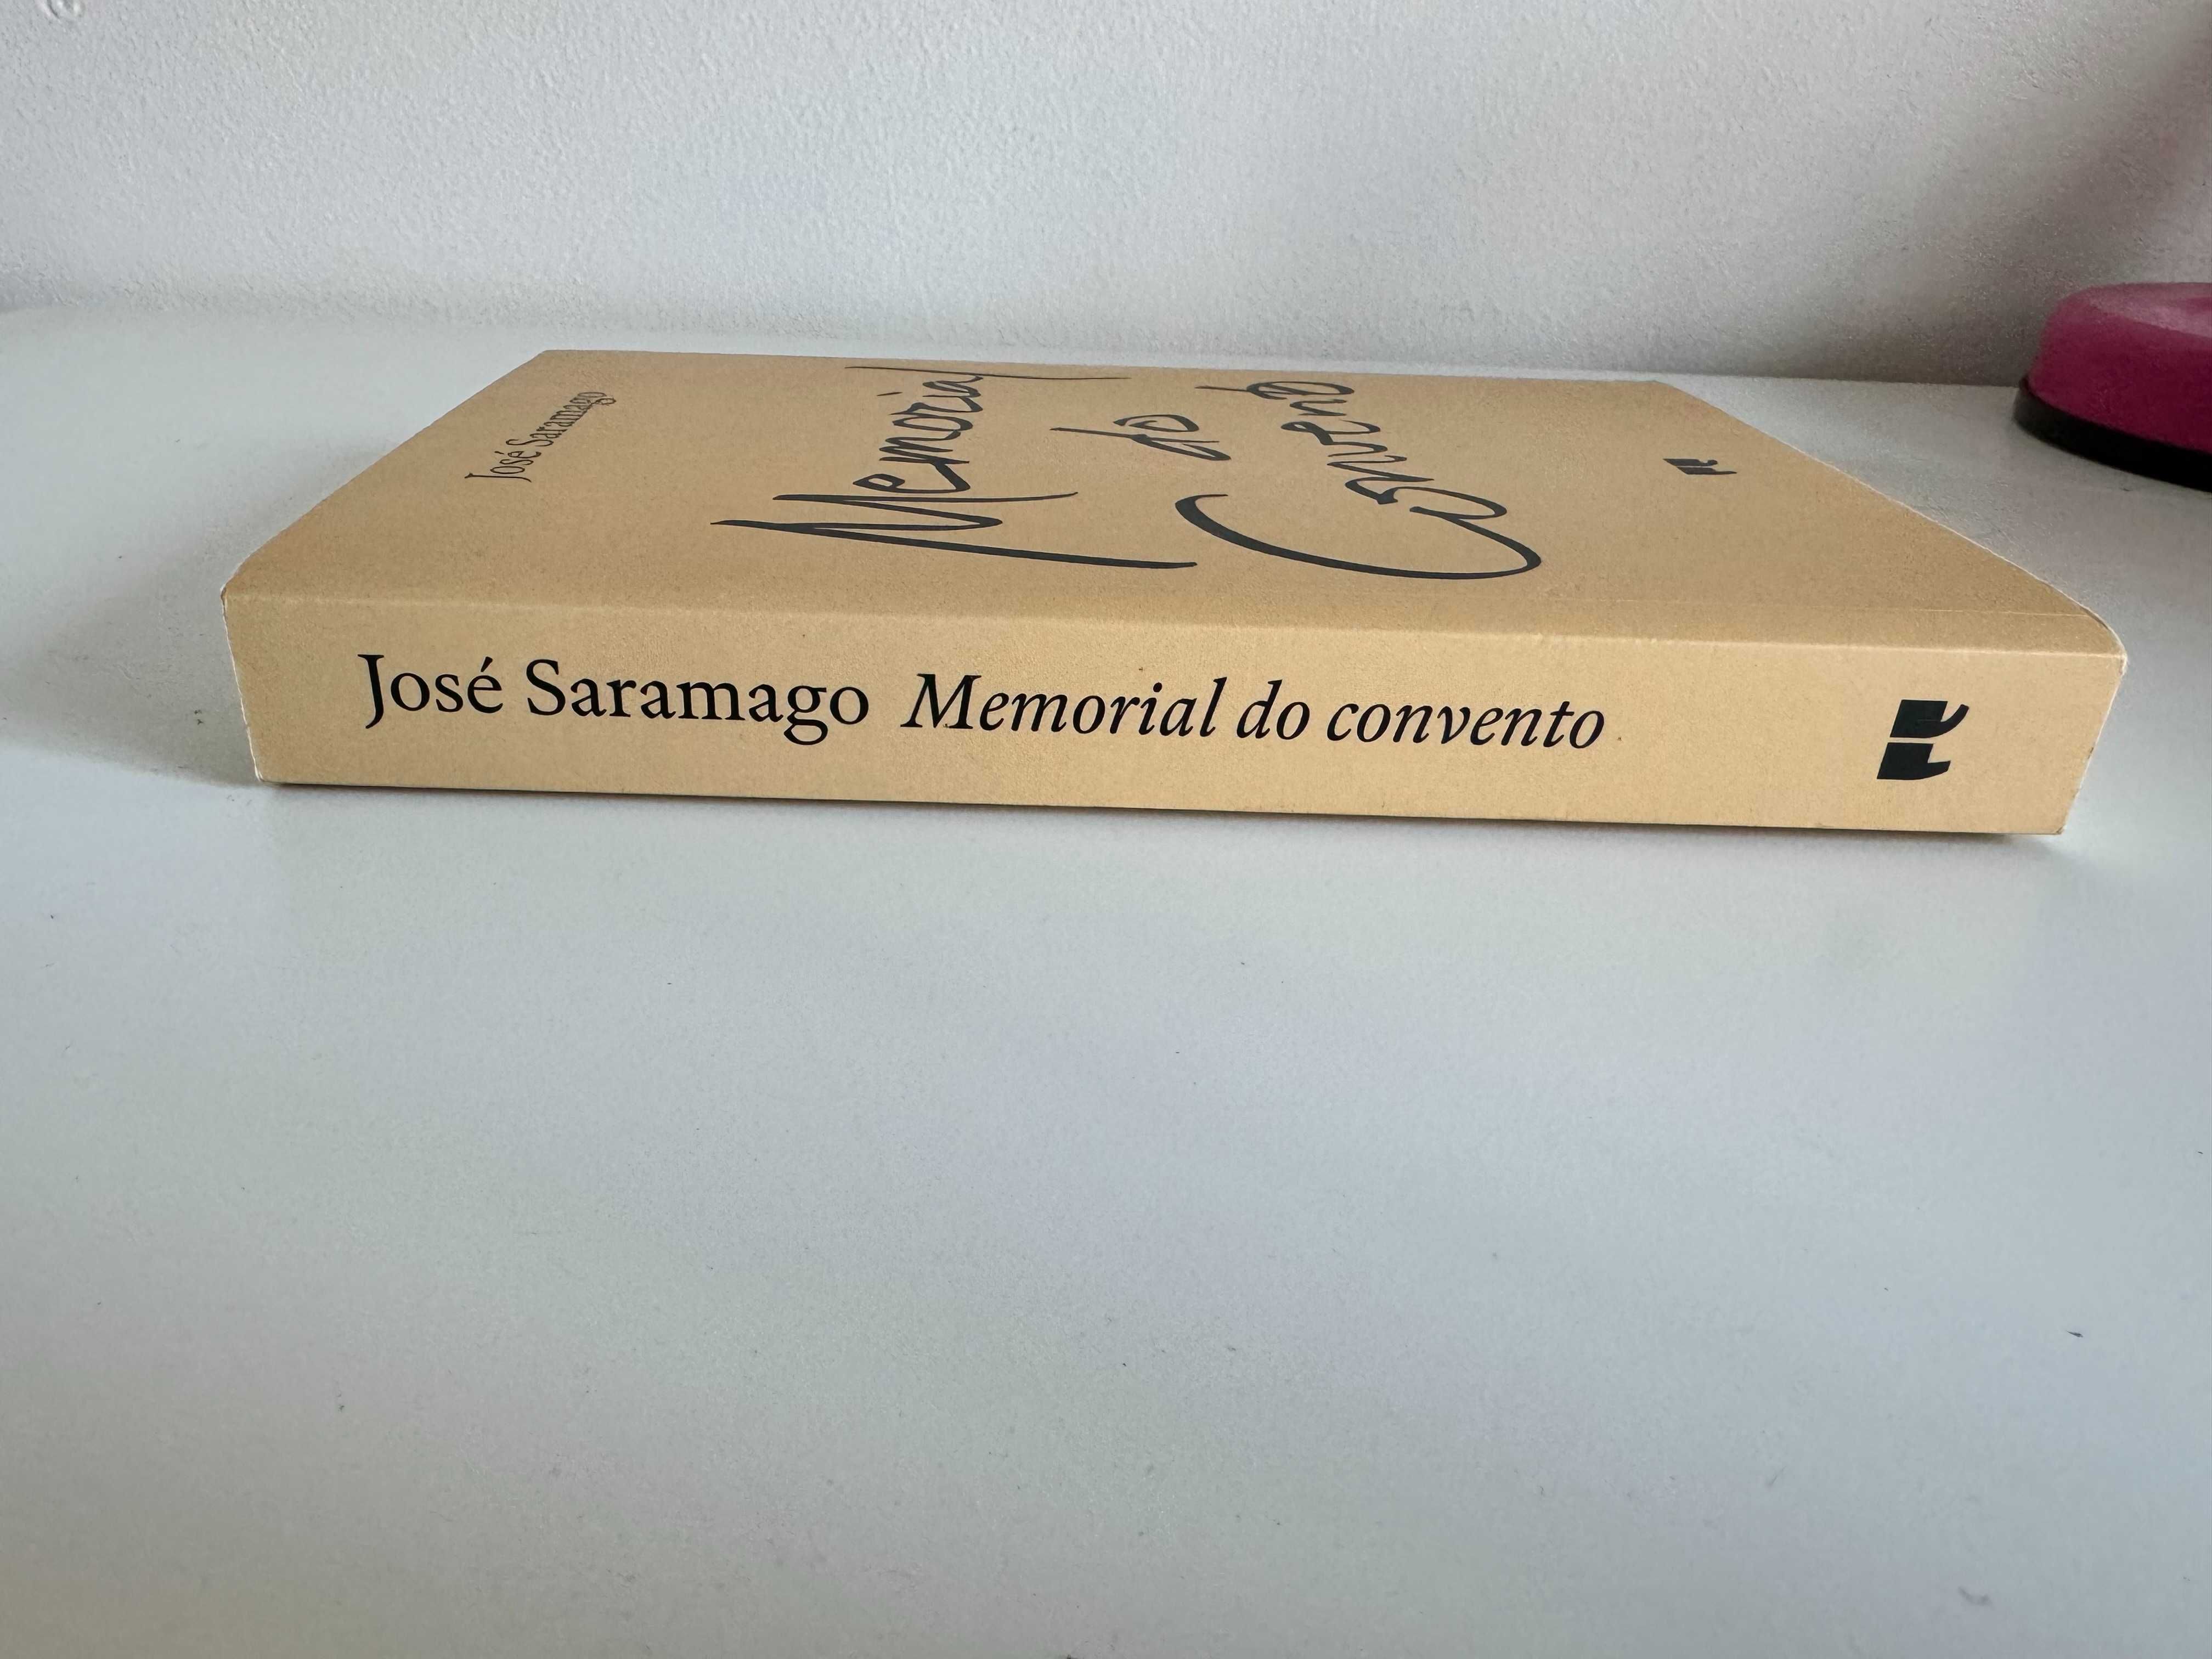 José Saramago
Memorial
do
Convento
José Saramago Memorial do convento